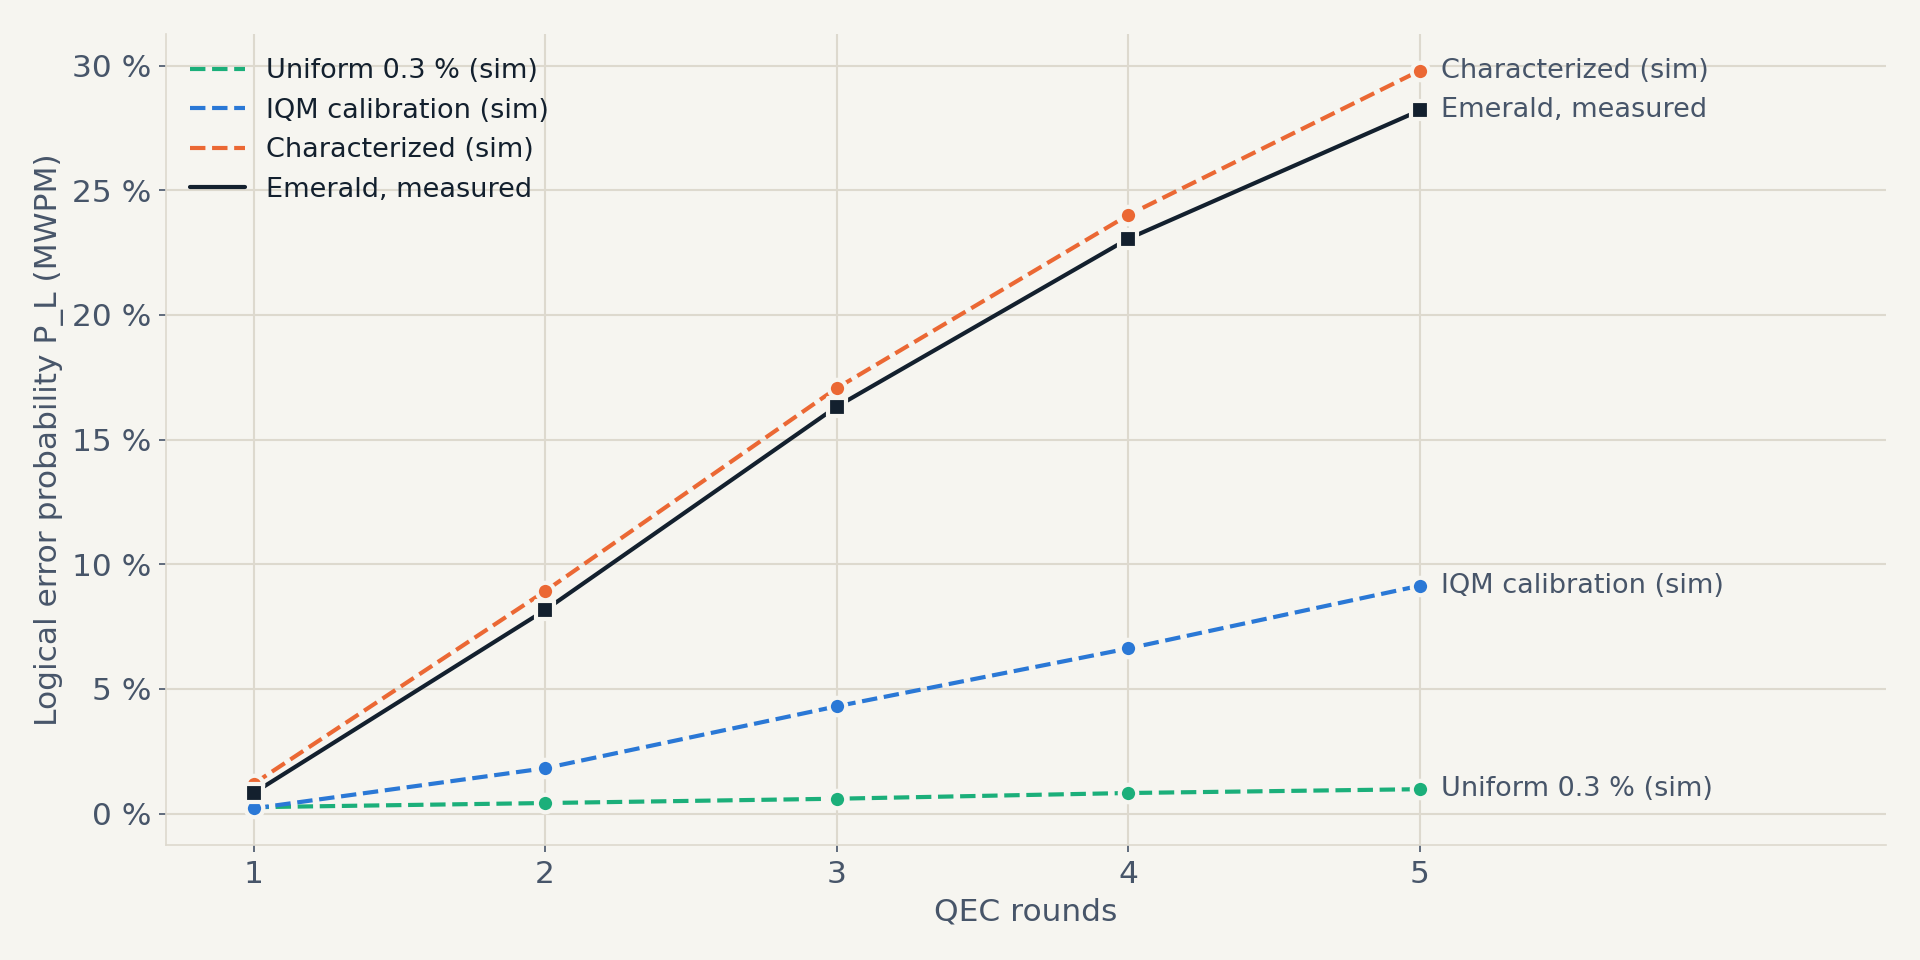 Uniform 0.3 % (sim)
IQM calibration (sim)
Characterized (sim)
Emerald, measured
Logical error probability P_L (MWPM)
30 %
25 %
20 %
15 %
10 %
5 %
0 %
Characterized (sim)
Emerald, measured
IQM calibration (sim)
Uniform 0.3 % (sim)
1 2 3 4 5
QEC rounds